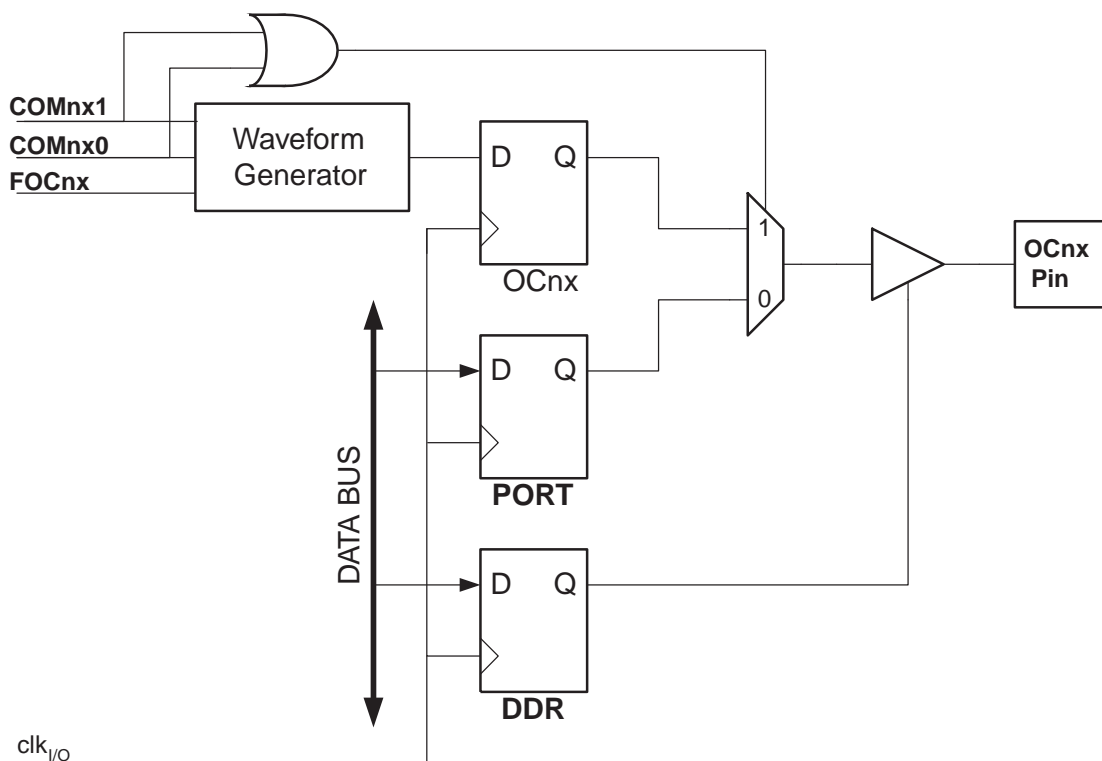 COMnx1
COMnx0
FOCnx
Waveform
Generator
D Q
OCnx
1
0
OCnx
Pin
D Q
PORT
DATA BUS
D Q
DDR
clkI/O